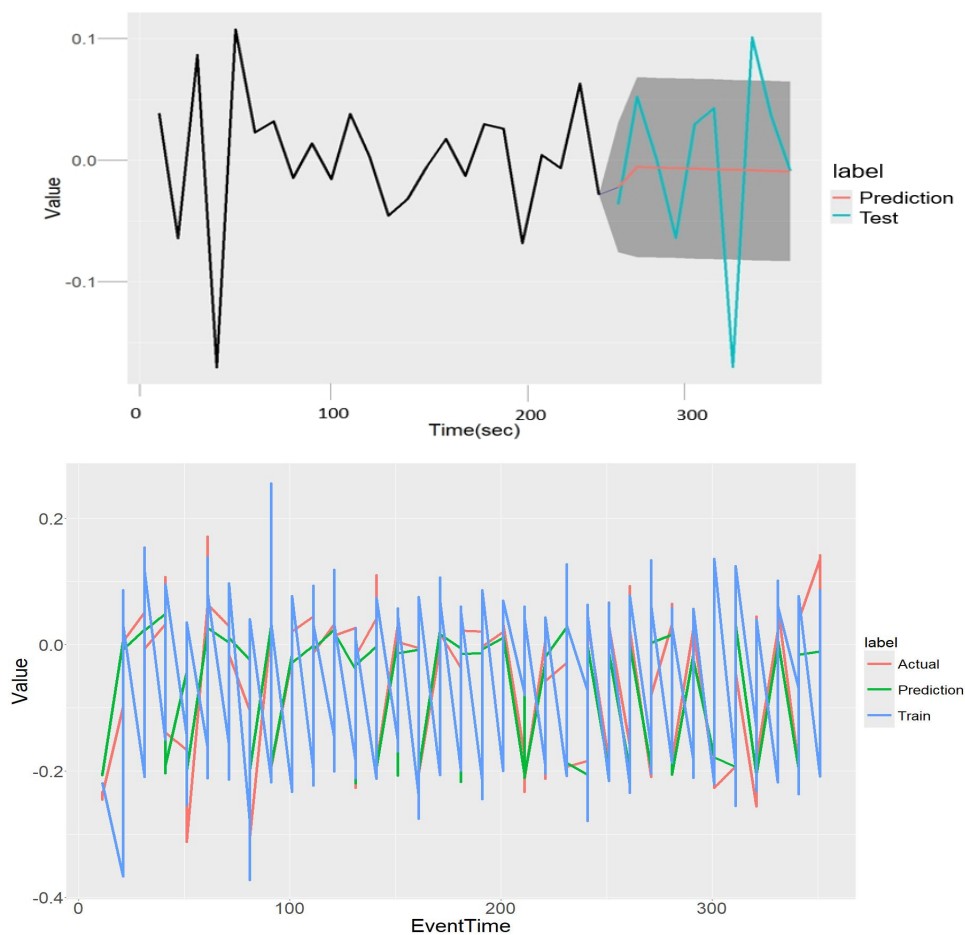 0.1
0.0
-0.1
Value
0 100 200 300
Time(sec)
label
Prediction
Test
0.2
0.0
-0.2
-0.4
Value
0 100 200 300
EventTime
label
Actual
Prediction
Train